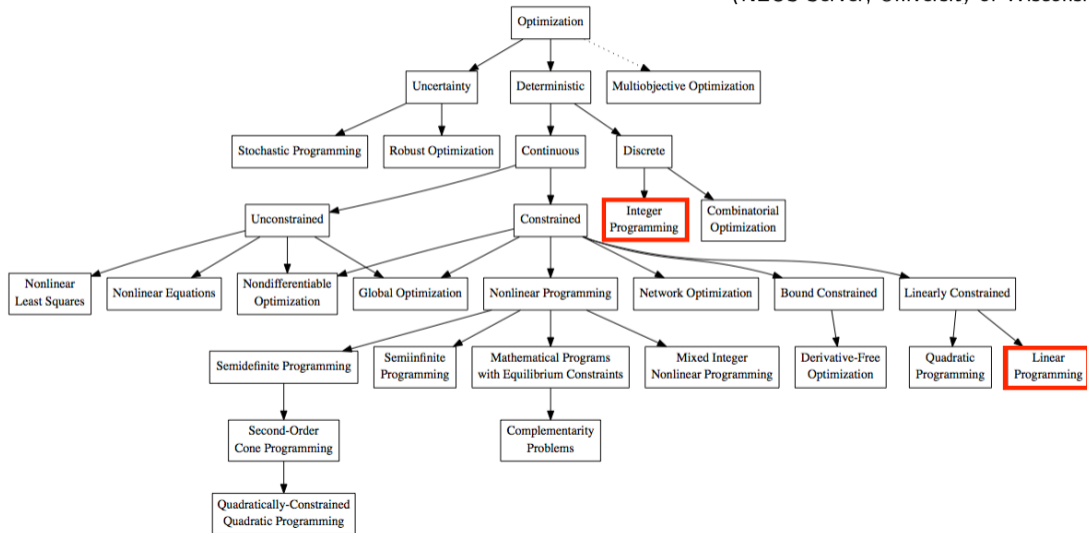 Optimization
Uncertainty
Deterministic
Multiobjective Optimization
Stochastic Programming
Robust Optimization
Continuous
Discrete
Unconstrained
Constrained
Integer
Programming
Combinatorial
Optimization
Nonlinear
Least Squares
Nonlinear Equations
Nondifferentiable
Optimization
Global Optimization
Nonlinear Programming
Network Optimization
Bound Constrained
Linearly Constrained
Semidefinite Programming
Semiinfinite
Programming
Mathematical Programs
with Equilibrium Constraints
Mixed Integer
Nonlinear Programming
Derivative-Free
Optimization
Quadratic
Programming
Linear
Programming
Second-Order
Cone Programming
Complementarity
Problems
Quadratically-Constrained
Quadratic Programming